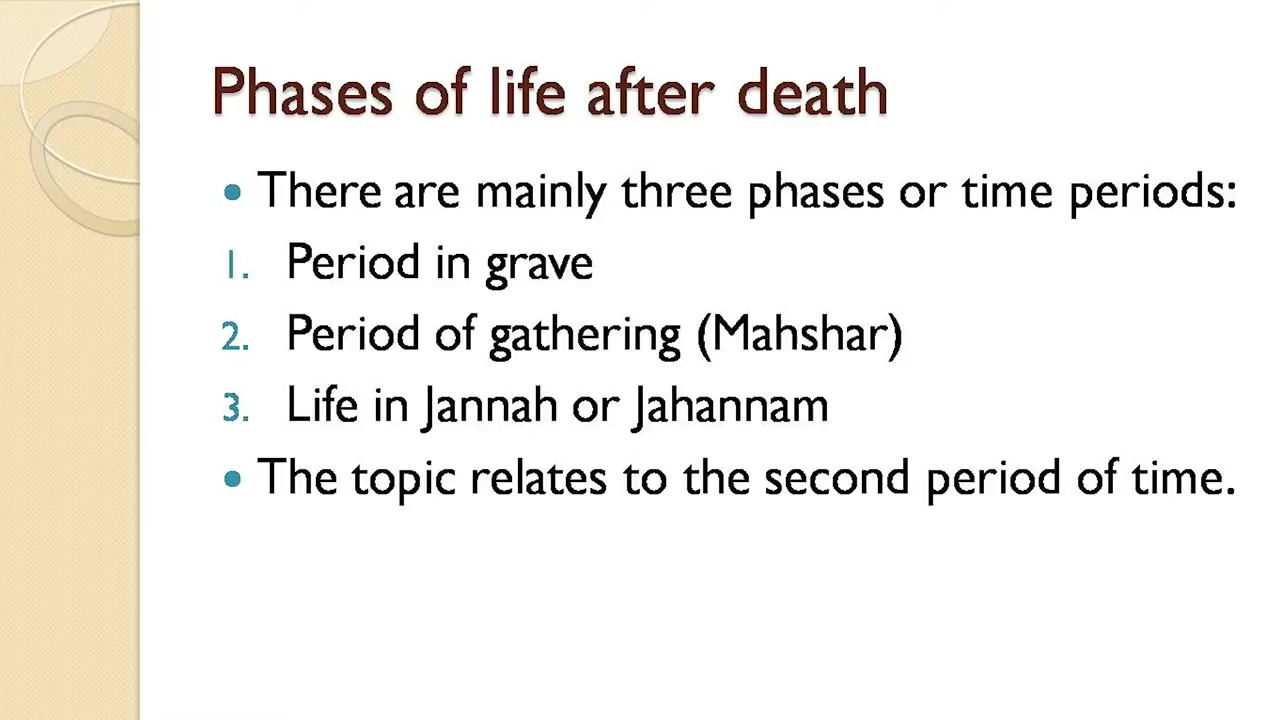 Phases of life after death
• There are mainly three phases or time periods:
1. Period in grave
2. Period of gathering (Mahshar)
3. Life in Jannah or Jahannam
• The topic relates to the second period of time.